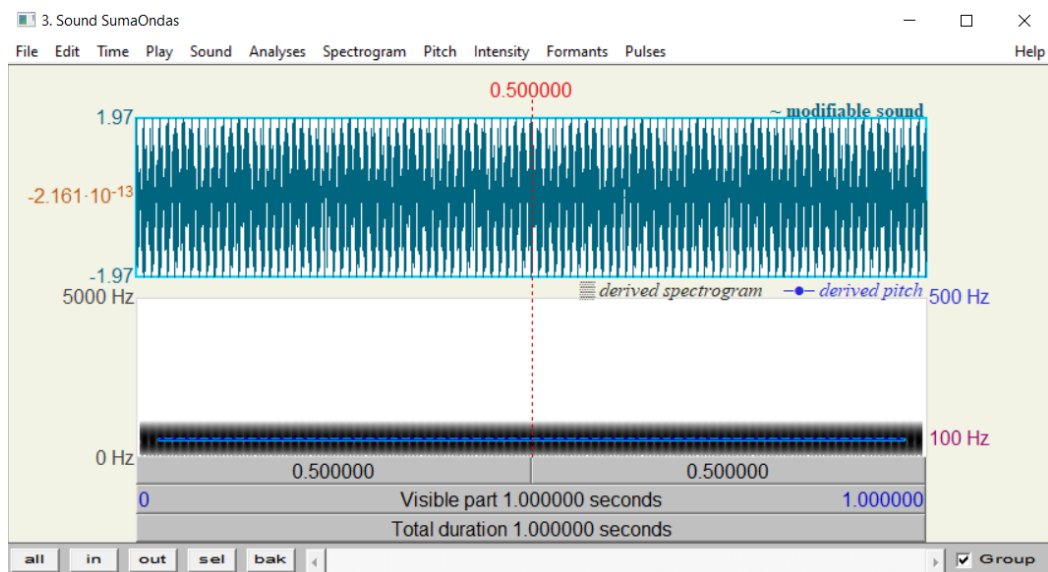 3. Sound SumaOndas
File Edit Time Play Sound Analyses Spectrogram Pitch Intensity Formants Pulses Help
0.500000
1.97 ~ modifiable sound
-2.161·10-13
-1.97
5000 Hz derived spectrogram derived pitch 500 Hz
100 Hz
0 Hz
0.500000 0.500000
0 Visible part 1.000000 seconds 1.000000
Total duration 1.000000 seconds
all in out sel bak Group